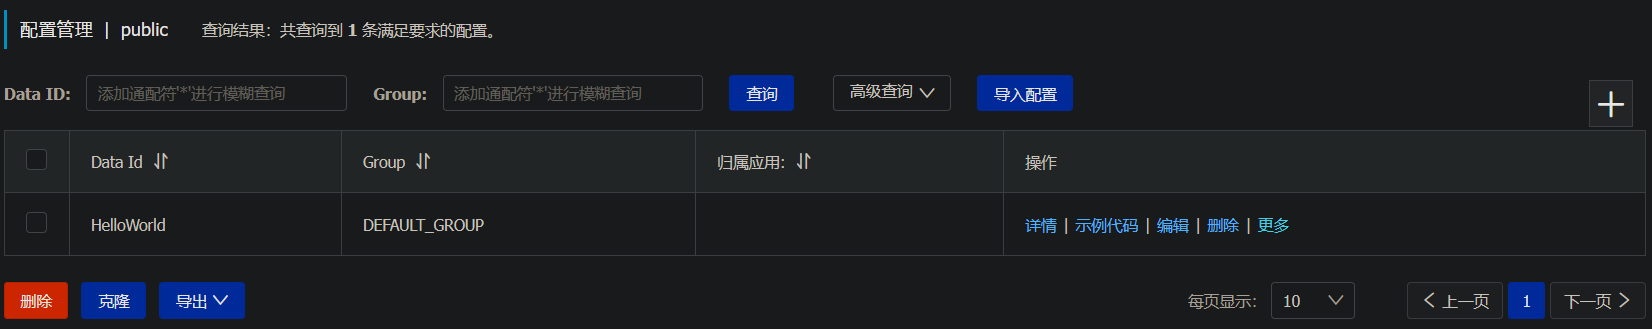 配置管理 | public 查询结果：共查询到 1 条满足要求的配置。
Data ID: 添加通配符'*'进行模糊查询 Group: 添加通配符'*'进行模糊查询 查询 高级查询 导入配置
Data Id Group 归属应用: 操作
HelloWorld DEFAULT_GROUP 详情 | 示例代码 | 编辑 | 删除 | 更多
删除 克隆 导出 每页显示: 10 上一页 1 下一页